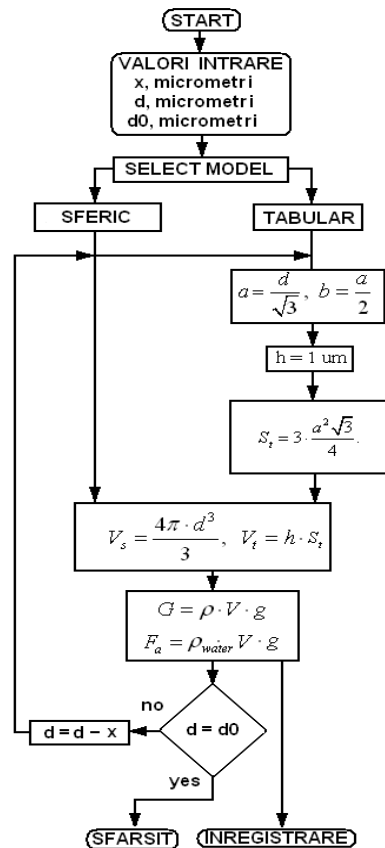 START
VALORI INTRARE
x, micrometri
d, micrometri
d0, micrometri
SELECT MODEL
SFERIC
TABULAR
a = d/√3, b = a/2
h = 1 um
S_t = 3 · a²√3/4.
V_s = 4π · d³/3, V_t = h · S_t
G = ρ · V · g
F_a = ρ_water V · g
no
d = d – x
d = d0
yes
SFARSIT
INREGISTRARE